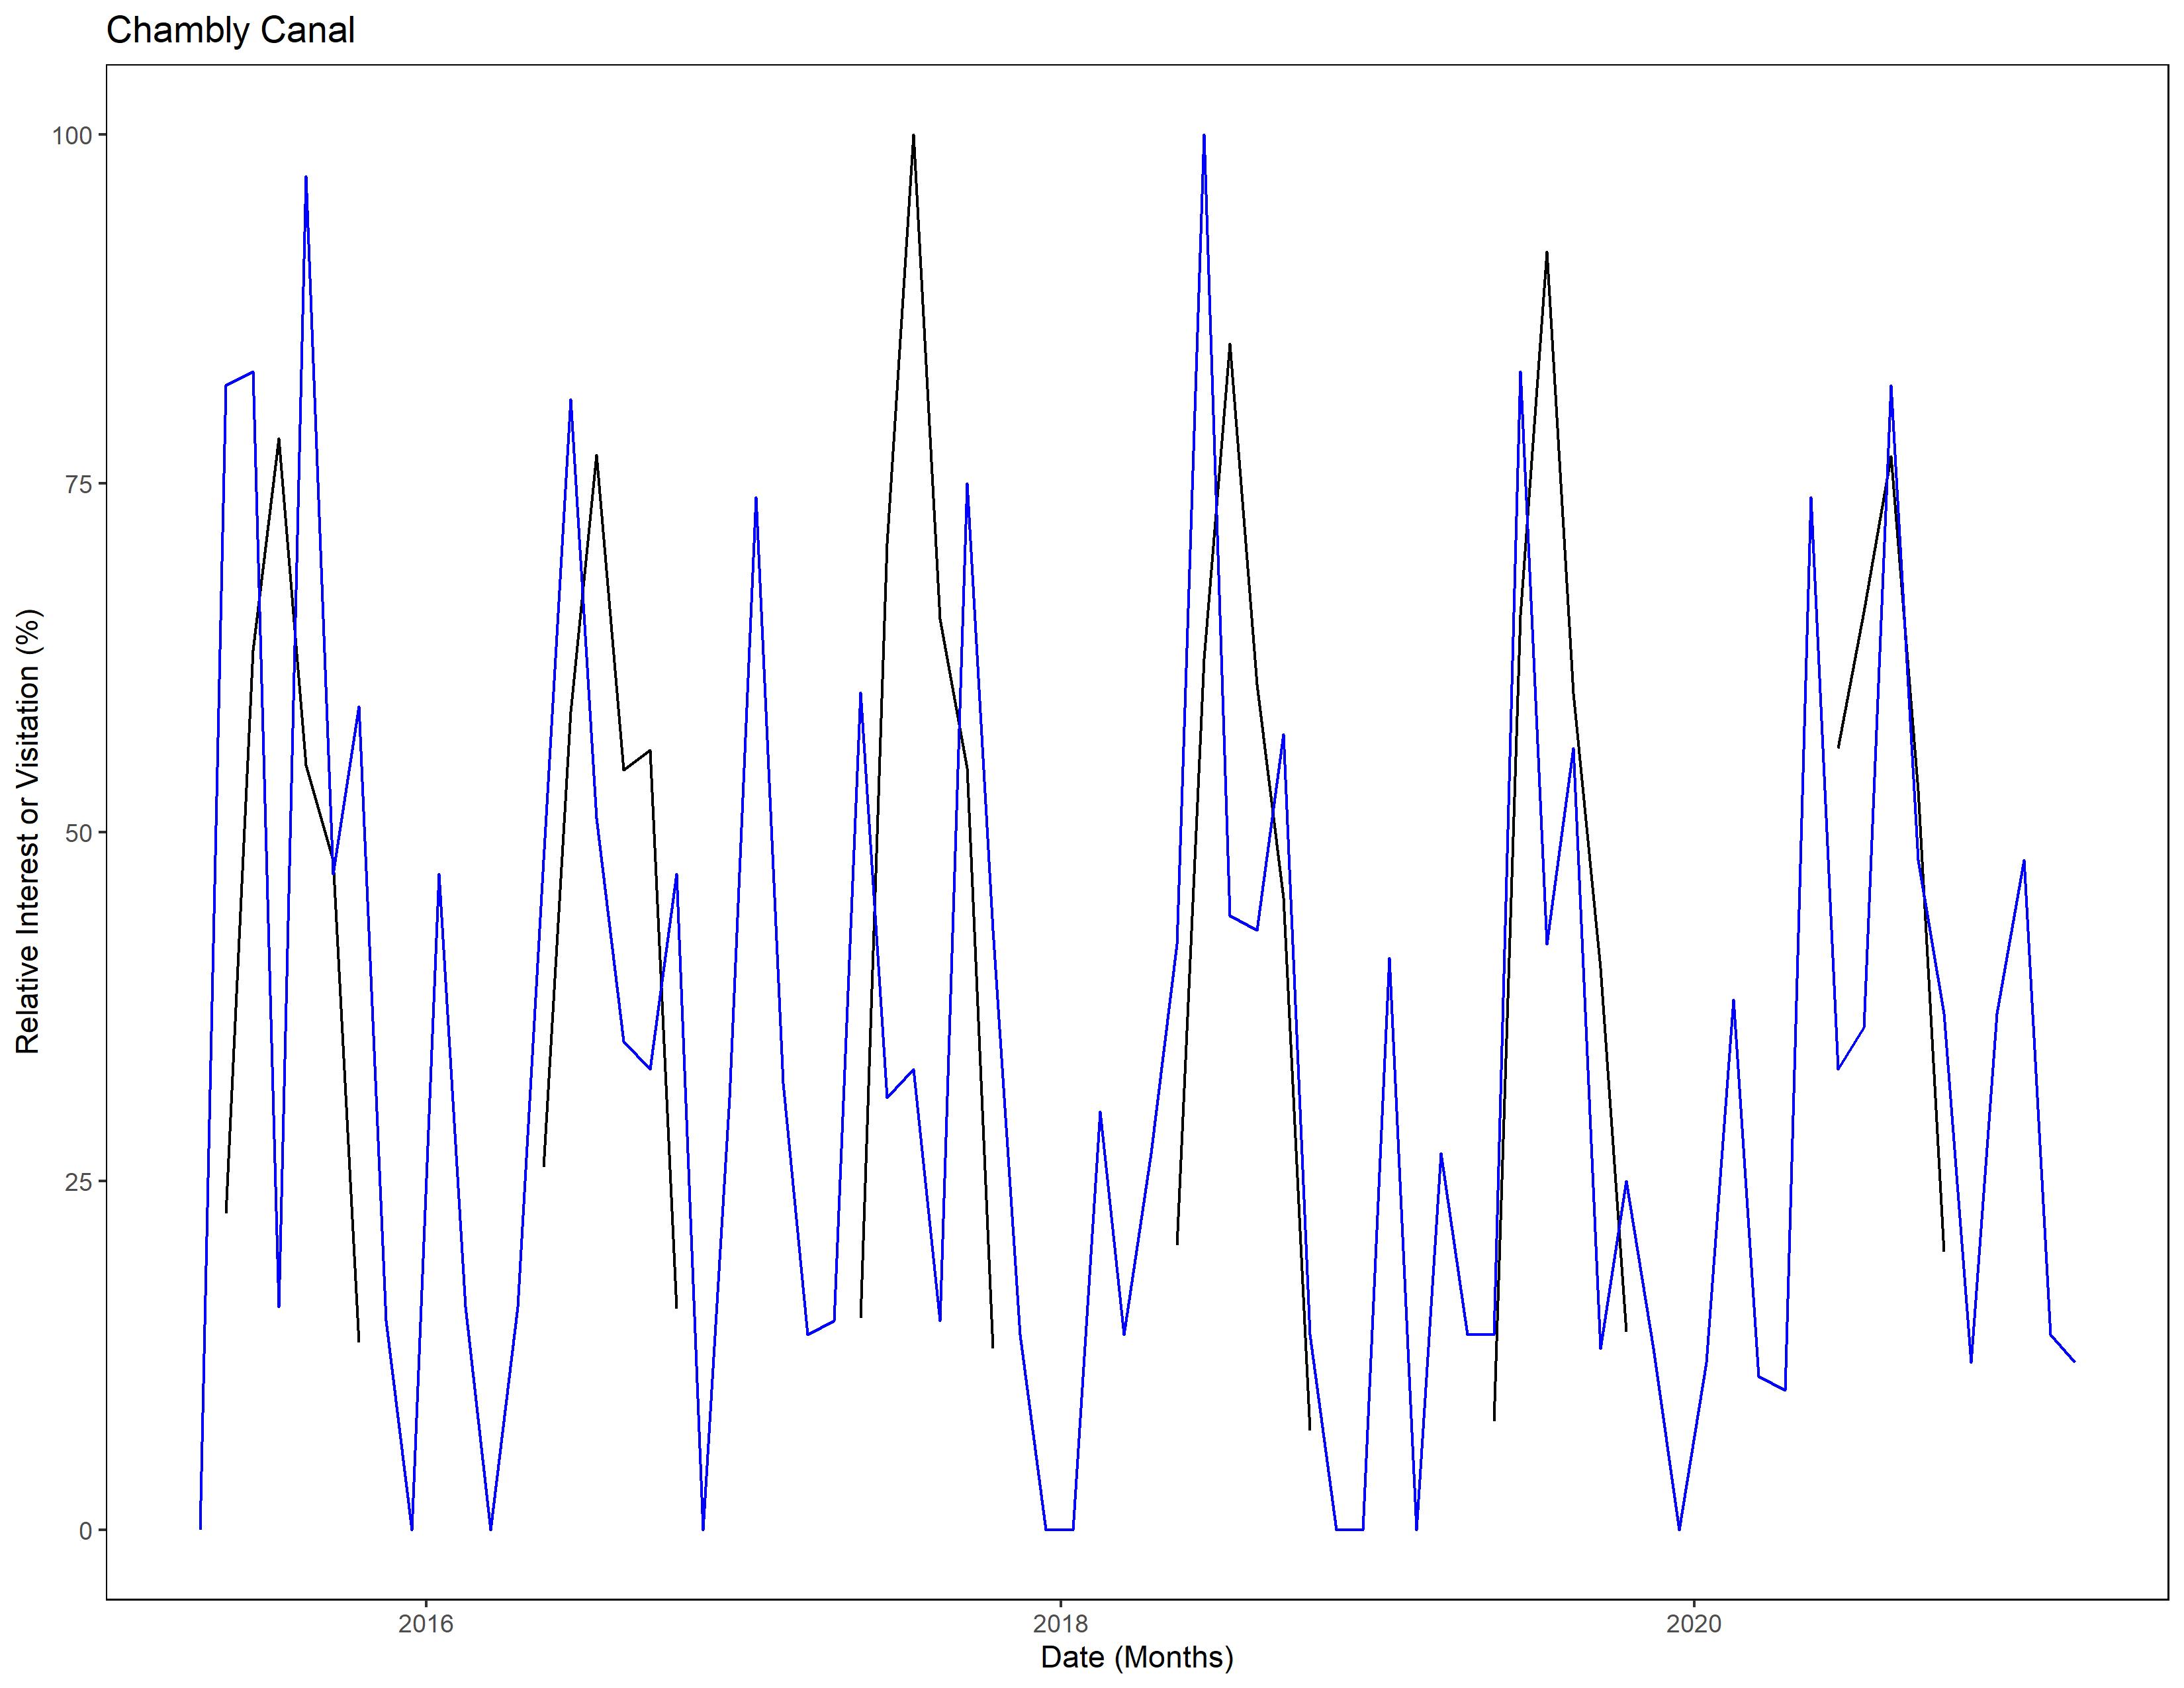 Chambly Canal
Relative Interest or Visitation (%)
100
75
50
25
0
2016 2018 2020
Date (Months)